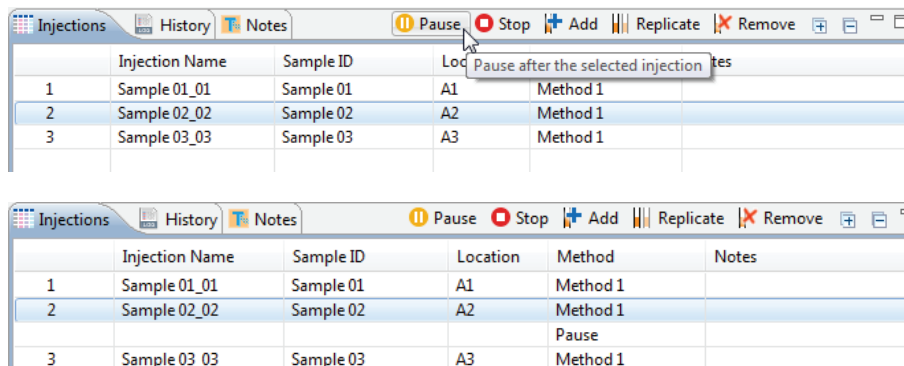 Injections History Notes Pause Stop Add Replicate Remove
Injection Name Sample ID Loc Pause after the selected injection tes
1 Sample 01_01 Sample 01 A1 Method 1
2 Sample 02_02 Sample 02 A2 Method 1
3 Sample 03_03 Sample 03 A3 Method 1
Injections History Notes Pause Stop Add Replicate Remove
Injection Name Sample ID Location Method Notes
1 Sample 01_01 Sample 01 A1 Method 1
2 Sample 02_02 Sample 02 A2 Method 1
Pause
3 Sample 03_03 Sample 03 A3 Method 1